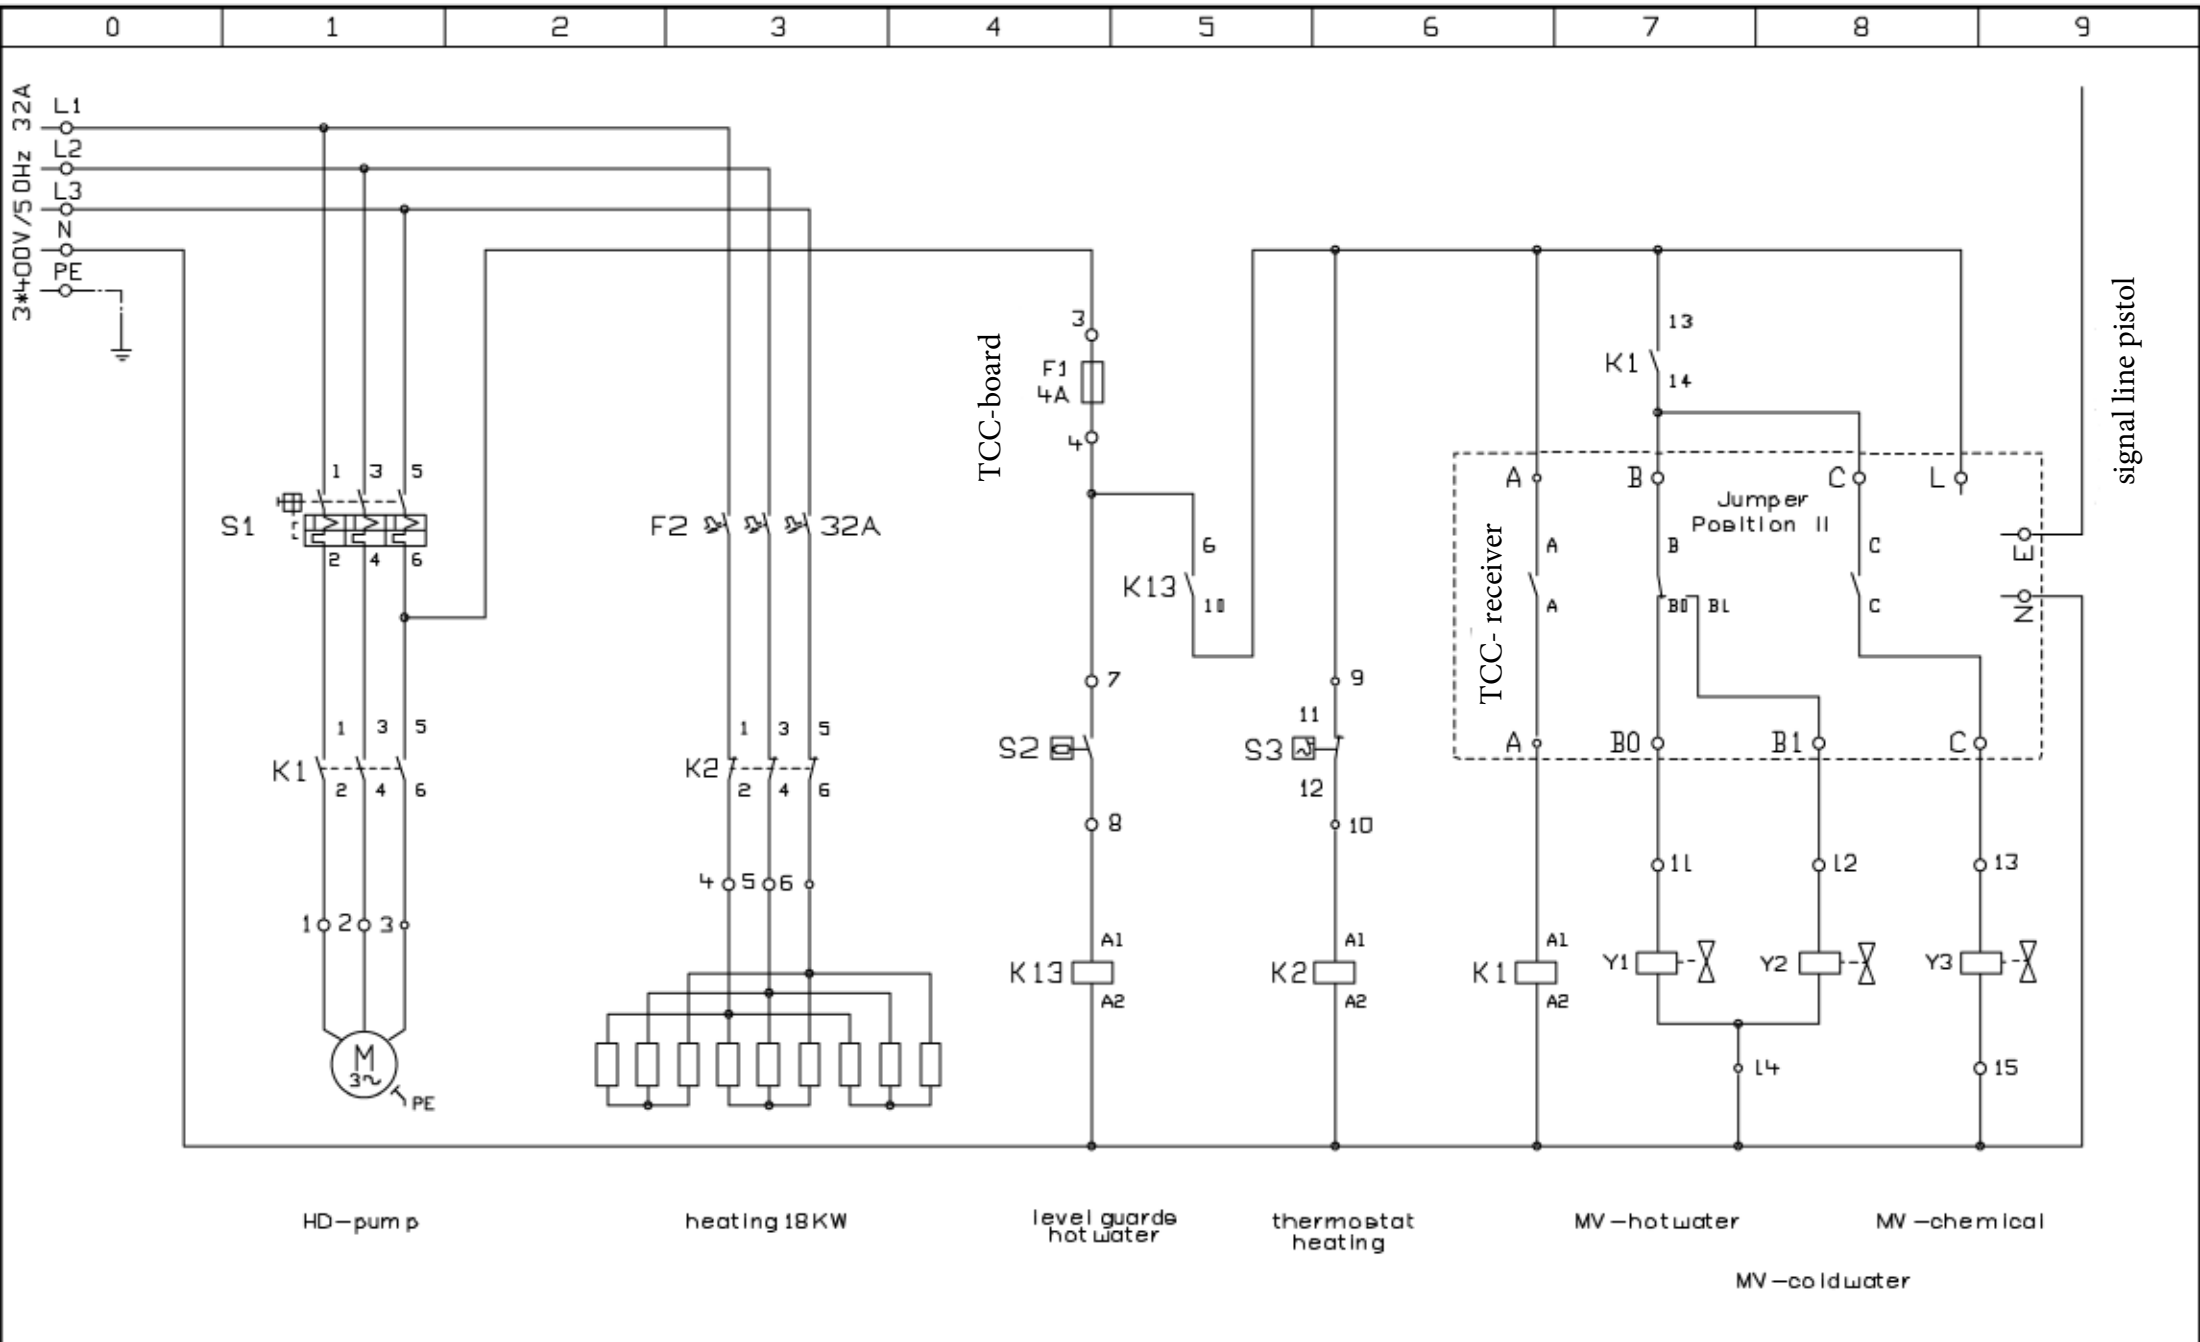 0 1 2 3 4 5 6 7 8 9
3*400V/50Hz 32A
L1
L2
L3
N
PE
3
TCC-board
F1
4A
4
13
K1
14
signal line pistol
1 3 5
S1
2 4 6
F2 32A
6
K13
10
A B C L
Jumper
Position II
TCC- receiver
A B C
E
A B0 B1 C
N
7
9
1 3 5
K1
2 4 6
1 3 5
K2
2 4 6
S2
11
S3
12
A B0 B1 C
8
10
4 5 6
11 12 13
1 2 3
A1 A1 A1
K13 K2 K1 Y1 Y2 Y3
A2 A2 A2
M
3~
PE
14 15
HD-pump
heating 18KW
level guarde
hotwater
thermostat
heating
MV-hotwater
MV-chemical
MV-coldwater